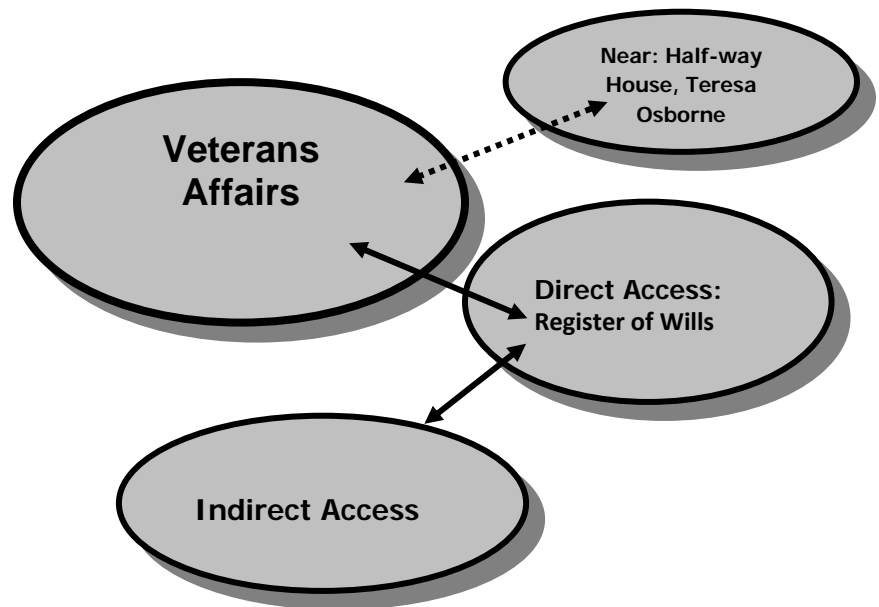 Near: Half-way
House, Teresa
Osborne
Veterans
Affairs
Direct Access:
Register of Wills
Indirect Access